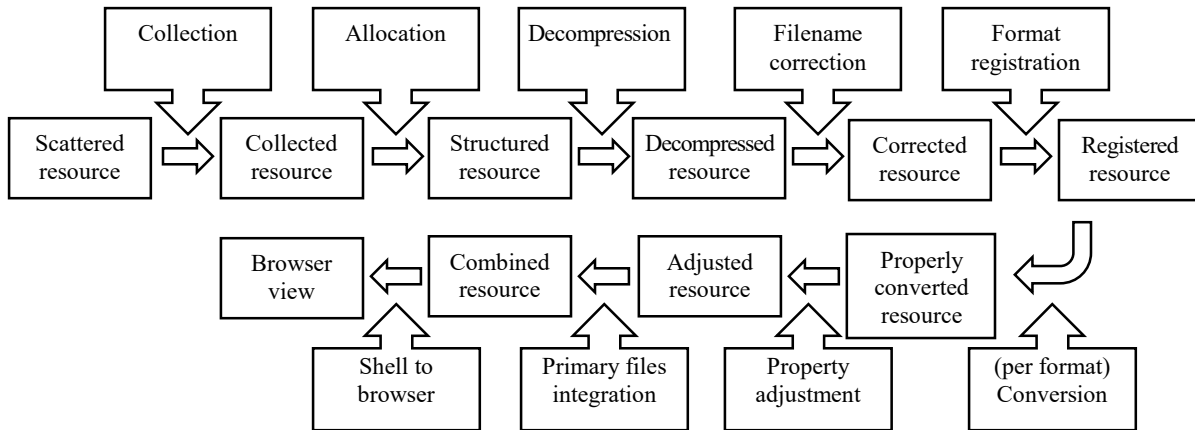 Collection
Allocation
Decompression
Filename
correction
Format
registration
Scattered
resource
Collected
resource
Structured
resource
Decompressed
resource
Corrected
resource
Registered
resource
Browser
view
Combined
resource
Adjusted
resource
Properly
converted
resource
Shell to
browser
Primary files
integration
Property
adjustment
(per format)
Conversion